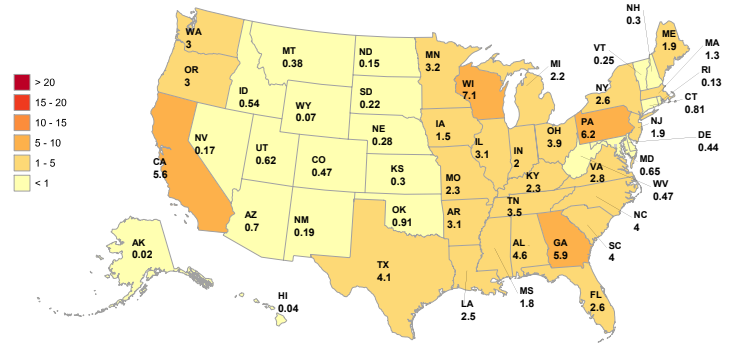 > 20
15 - 20
10 - 15
5 - 10
1 - 5
< 1
WA
3
OR
3
CA
5.6
NV
0.17
ID
0.54
MT
0.38
WY
0.07
UT
0.62
CO
0.47
AZ
0.7
NM
0.19
ND
0.15
SD
0.22
NE
0.28
KS
0.3
OK
0.91
TX
4.1
MN
3.2
IA
1.5
MO
2.3
AR
3.1
LA
2.5
WI
7.1
IL
3.1
MI
2.2
IN
2
OH
3.9
KY
2.3
TN
3.5
MS
1.8
AL
4.6
GA
5.9
FL
2.6
SC
4
NC
4
VA
2.8
WV
0.47
MD
0.65
DE
0.44
PA
6.2
NJ
1.9
NY
2.6
CT
0.81
RI
0.13
MA
1.3
ME
1.9
NH
0.3
VT
0.25
AK
0.02
HI
0.04